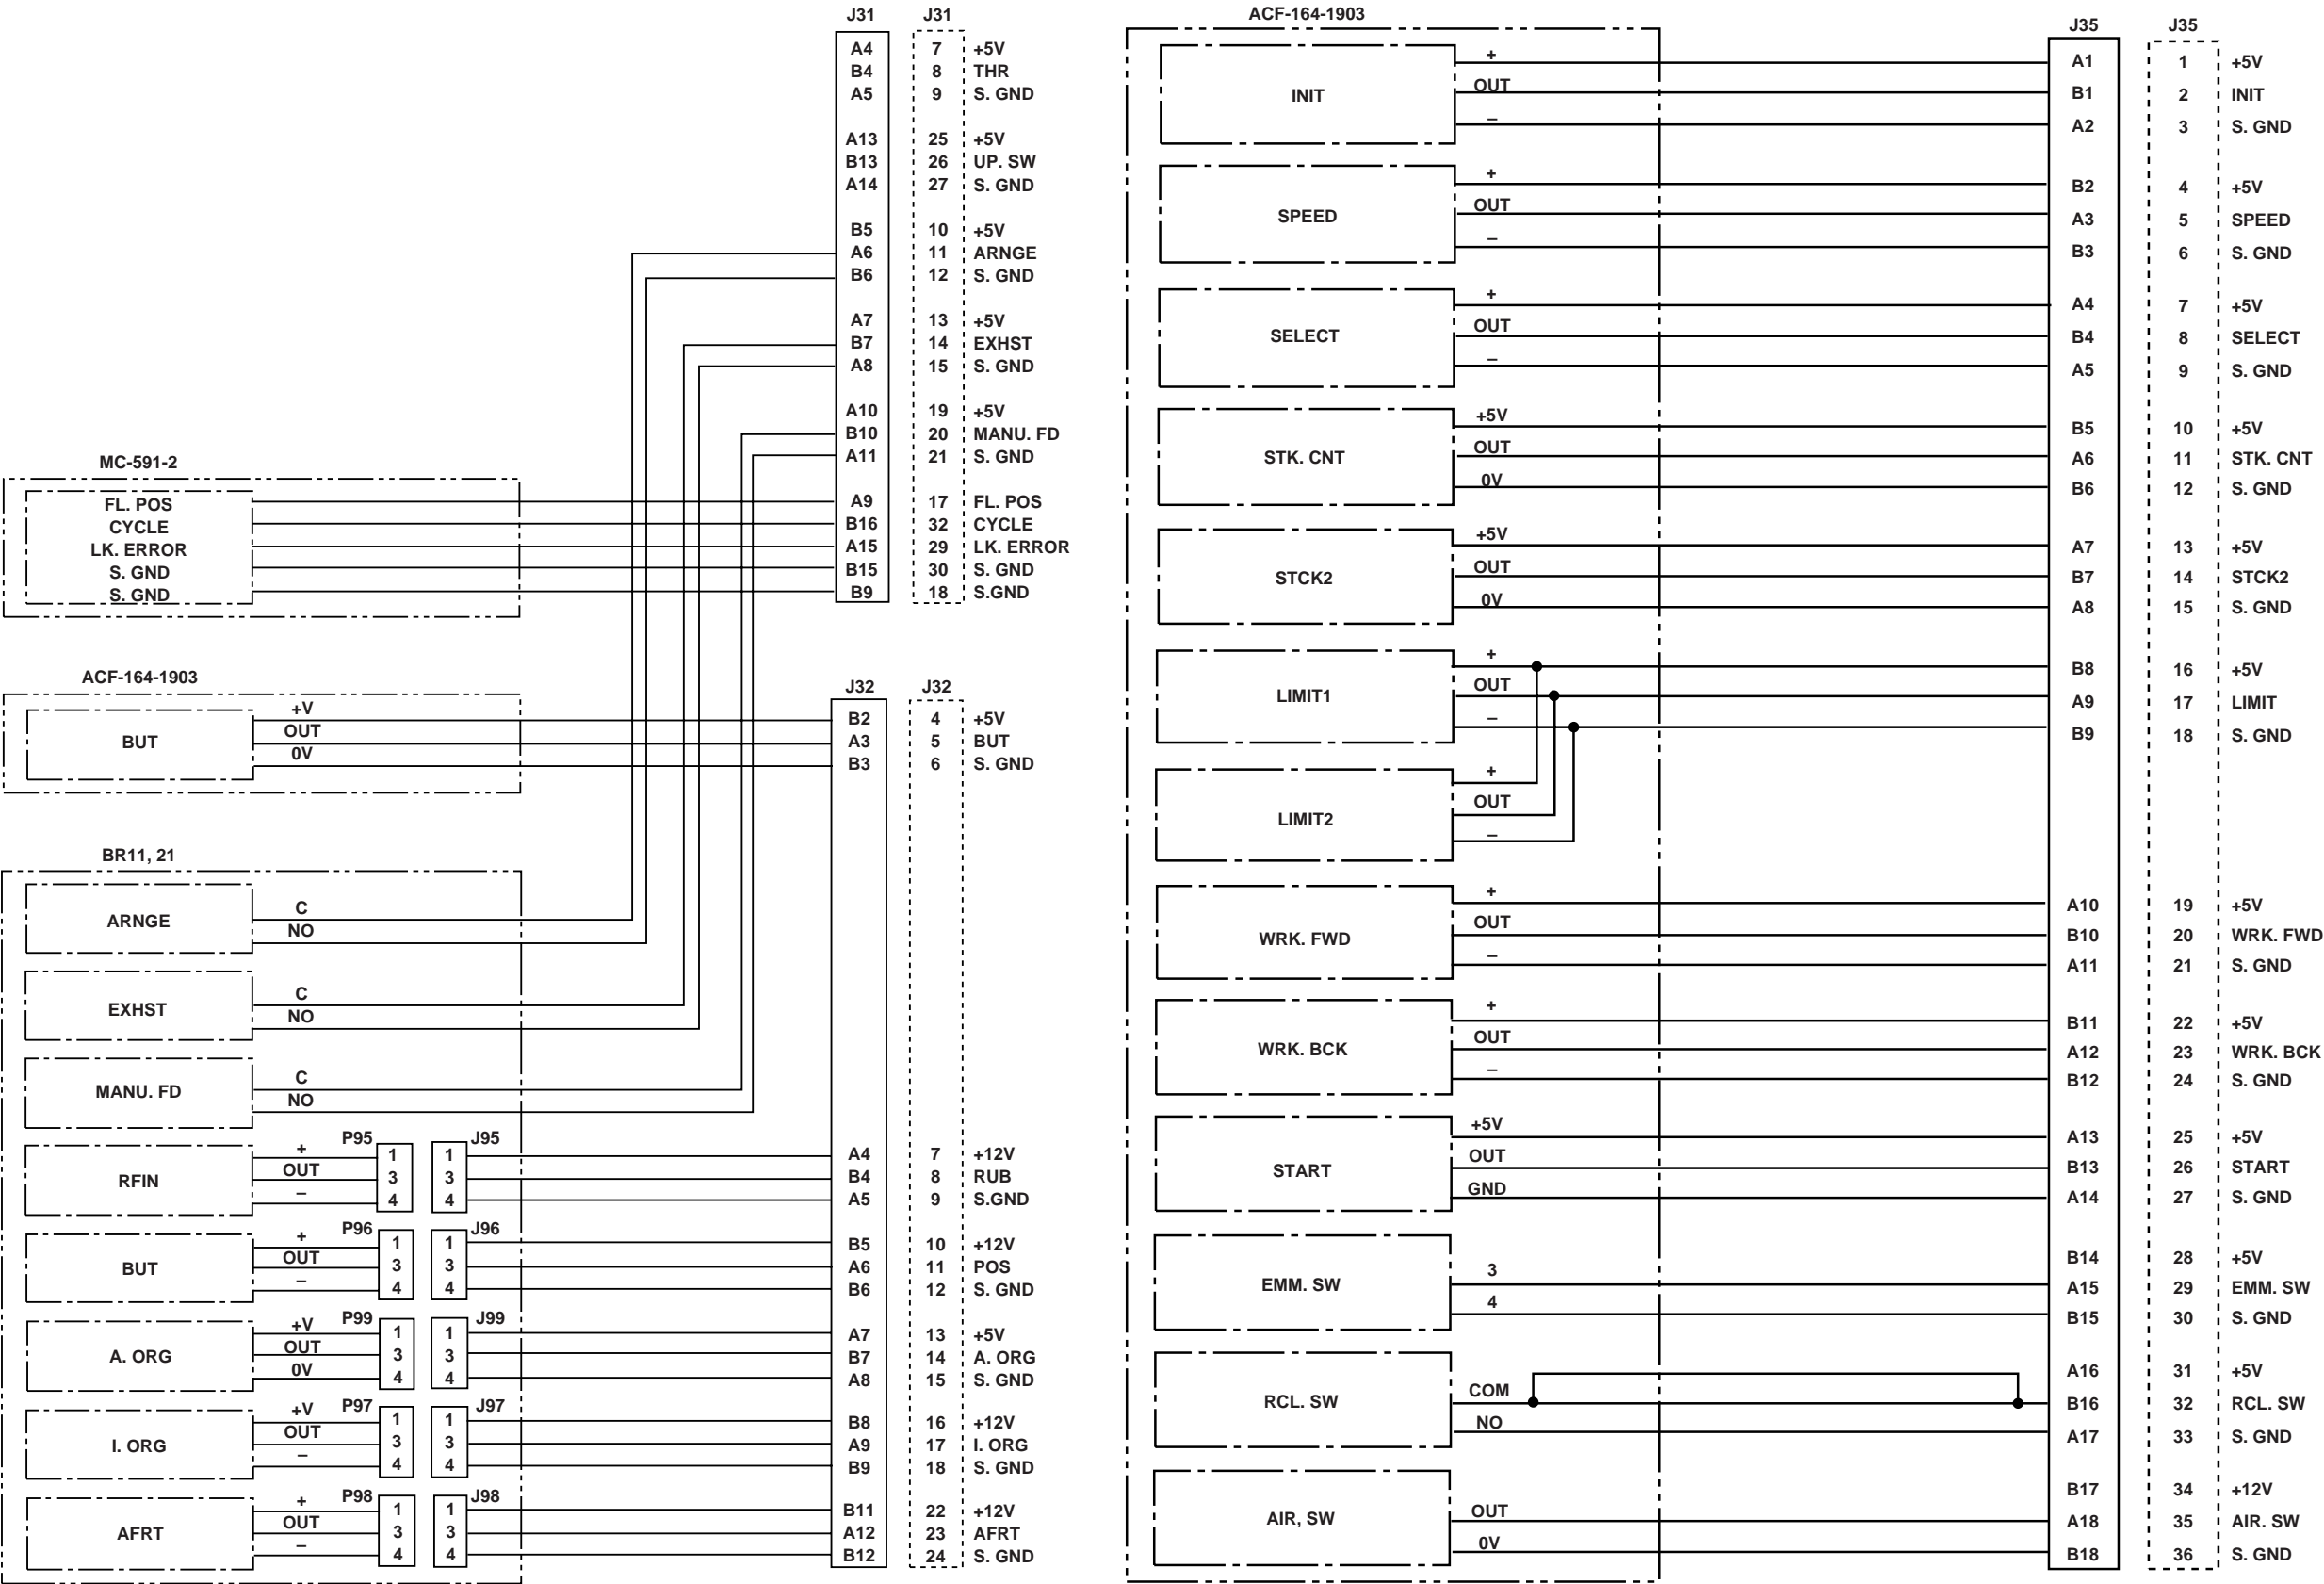 J31 J31
A4 7 +5V
B4 8 THR
A5 9 S. GND
A13 25 +5V
B13 26 UP. SW
A14 27 S. GND
B5 10 +5V
A6 11 ARNGE
B6 12 S. GND
A7 13 +5V
B7 14 EXHST
A8 15 S. GND
A10 19 +5V
B10 20 MANU. FD
A11 21 S. GND
MC-591-2
FL. POS A9 17 FL. POS
CYCLE B16 32 CYCLE
LK. ERROR A15 29 LK. ERROR
S. GND B15 30 S. GND
S. GND B9 18 S.GND
ACF-164-1903
J32 J32
+V B2 4 +5V
BUT OUT A3 5 BUT
0V B3 6 S. GND
BR11, 21
ARNGE C
NO
EXHST C
NO
MANU. FD C
NO
P95 J95
+ 1 1 A4 7 +12V
RFIN OUT 3 3 B4 8 RUB
– 4 4 A5 9 S.GND
P96 J96
+ 1 1 B5 10 +12V
BUT OUT 3 3 A6 11 POS
– 4 4 B6 12 S. GND
P99 J99
+V 1 1 A7 13 +5V
A. ORG OUT 3 3 B7 14 A. ORG
0V 4 4 A8 15 S. GND
P97 J97
+V 1 1 B8 16 +12V
I. ORG OUT 3 3 A9 17 I. ORG
– 4 4 B9 18 S. GND
P98 J98
+ 1 1 B11 22 +12V
AFRT OUT 3 3 A12 23 AFRT
– 4 4 B12 24 S. GND
ACF-164-1903
J35 J35
+ A1 1 +5V
INIT OUT B1 2 INIT
– A2 3 S. GND
+ B2 4 +5V
SPEED OUT A3 5 SPEED
– B3 6 S. GND
+ A4 7 +5V
SELECT OUT B4 8 SELECT
– A5 9 S. GND
+5V B5 10 +5V
STK. CNT OUT A6 11 STK. CNT
0V B6 12 S. GND
+5V A7 13 +5V
STCK2 OUT B7 14 STCK2
0V A8 15 S. GND
+ B8 16 +5V
LIMIT1 OUT A9 17 LIMIT
– B9 18 S. GND
+
LIMIT2 OUT
–
+ A10 19 +5V
WRK. FWD OUT B10 20 WRK. FWD
– A11 21 S. GND
+ B11 22 +5V
WRK. BCK OUT A12 23 WRK. BCK
– B12 24 S. GND
+5V A13 25 +5V
START OUT B13 26 START
GND A14 27 S. GND
B14 28 +5V
EMM. SW 3 A15 29 EMM. SW
4 B15 30 S. GND
A16 31 +5V
RCL. SW COM B16 32 RCL. SW
NO A17 33 S. GND
B17 34 +12V
AIR, SW OUT A18 35 AIR. SW
0V B18 36 S. GND